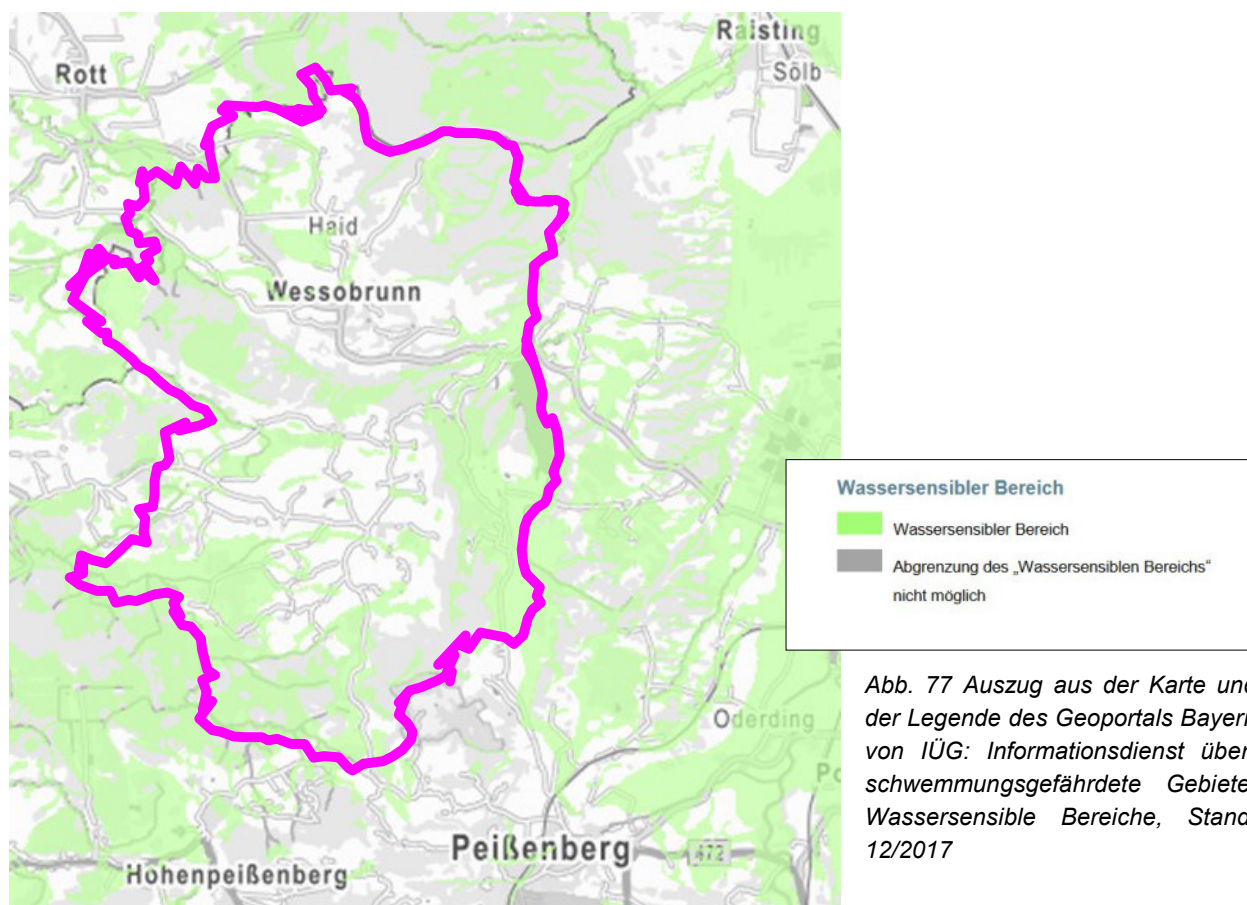 Raisting
Sölb
Rott
Haid
Wessobrunn
Oderding
Peißenberg
472
Hohenpeißenberg
Wassersensibler Bereich
Wassersensibler Bereich
Abgrenzung des „Wassersensiblen Bereichs“
nicht möglich
Abb. 77 Auszug aus der Karte und
der Legende des Geoportals Bayern
von IÜG: Informationsdienst über-
schwemmungsgefährdete Gebiete,
Wassersensible Bereiche, Stand
12/2017